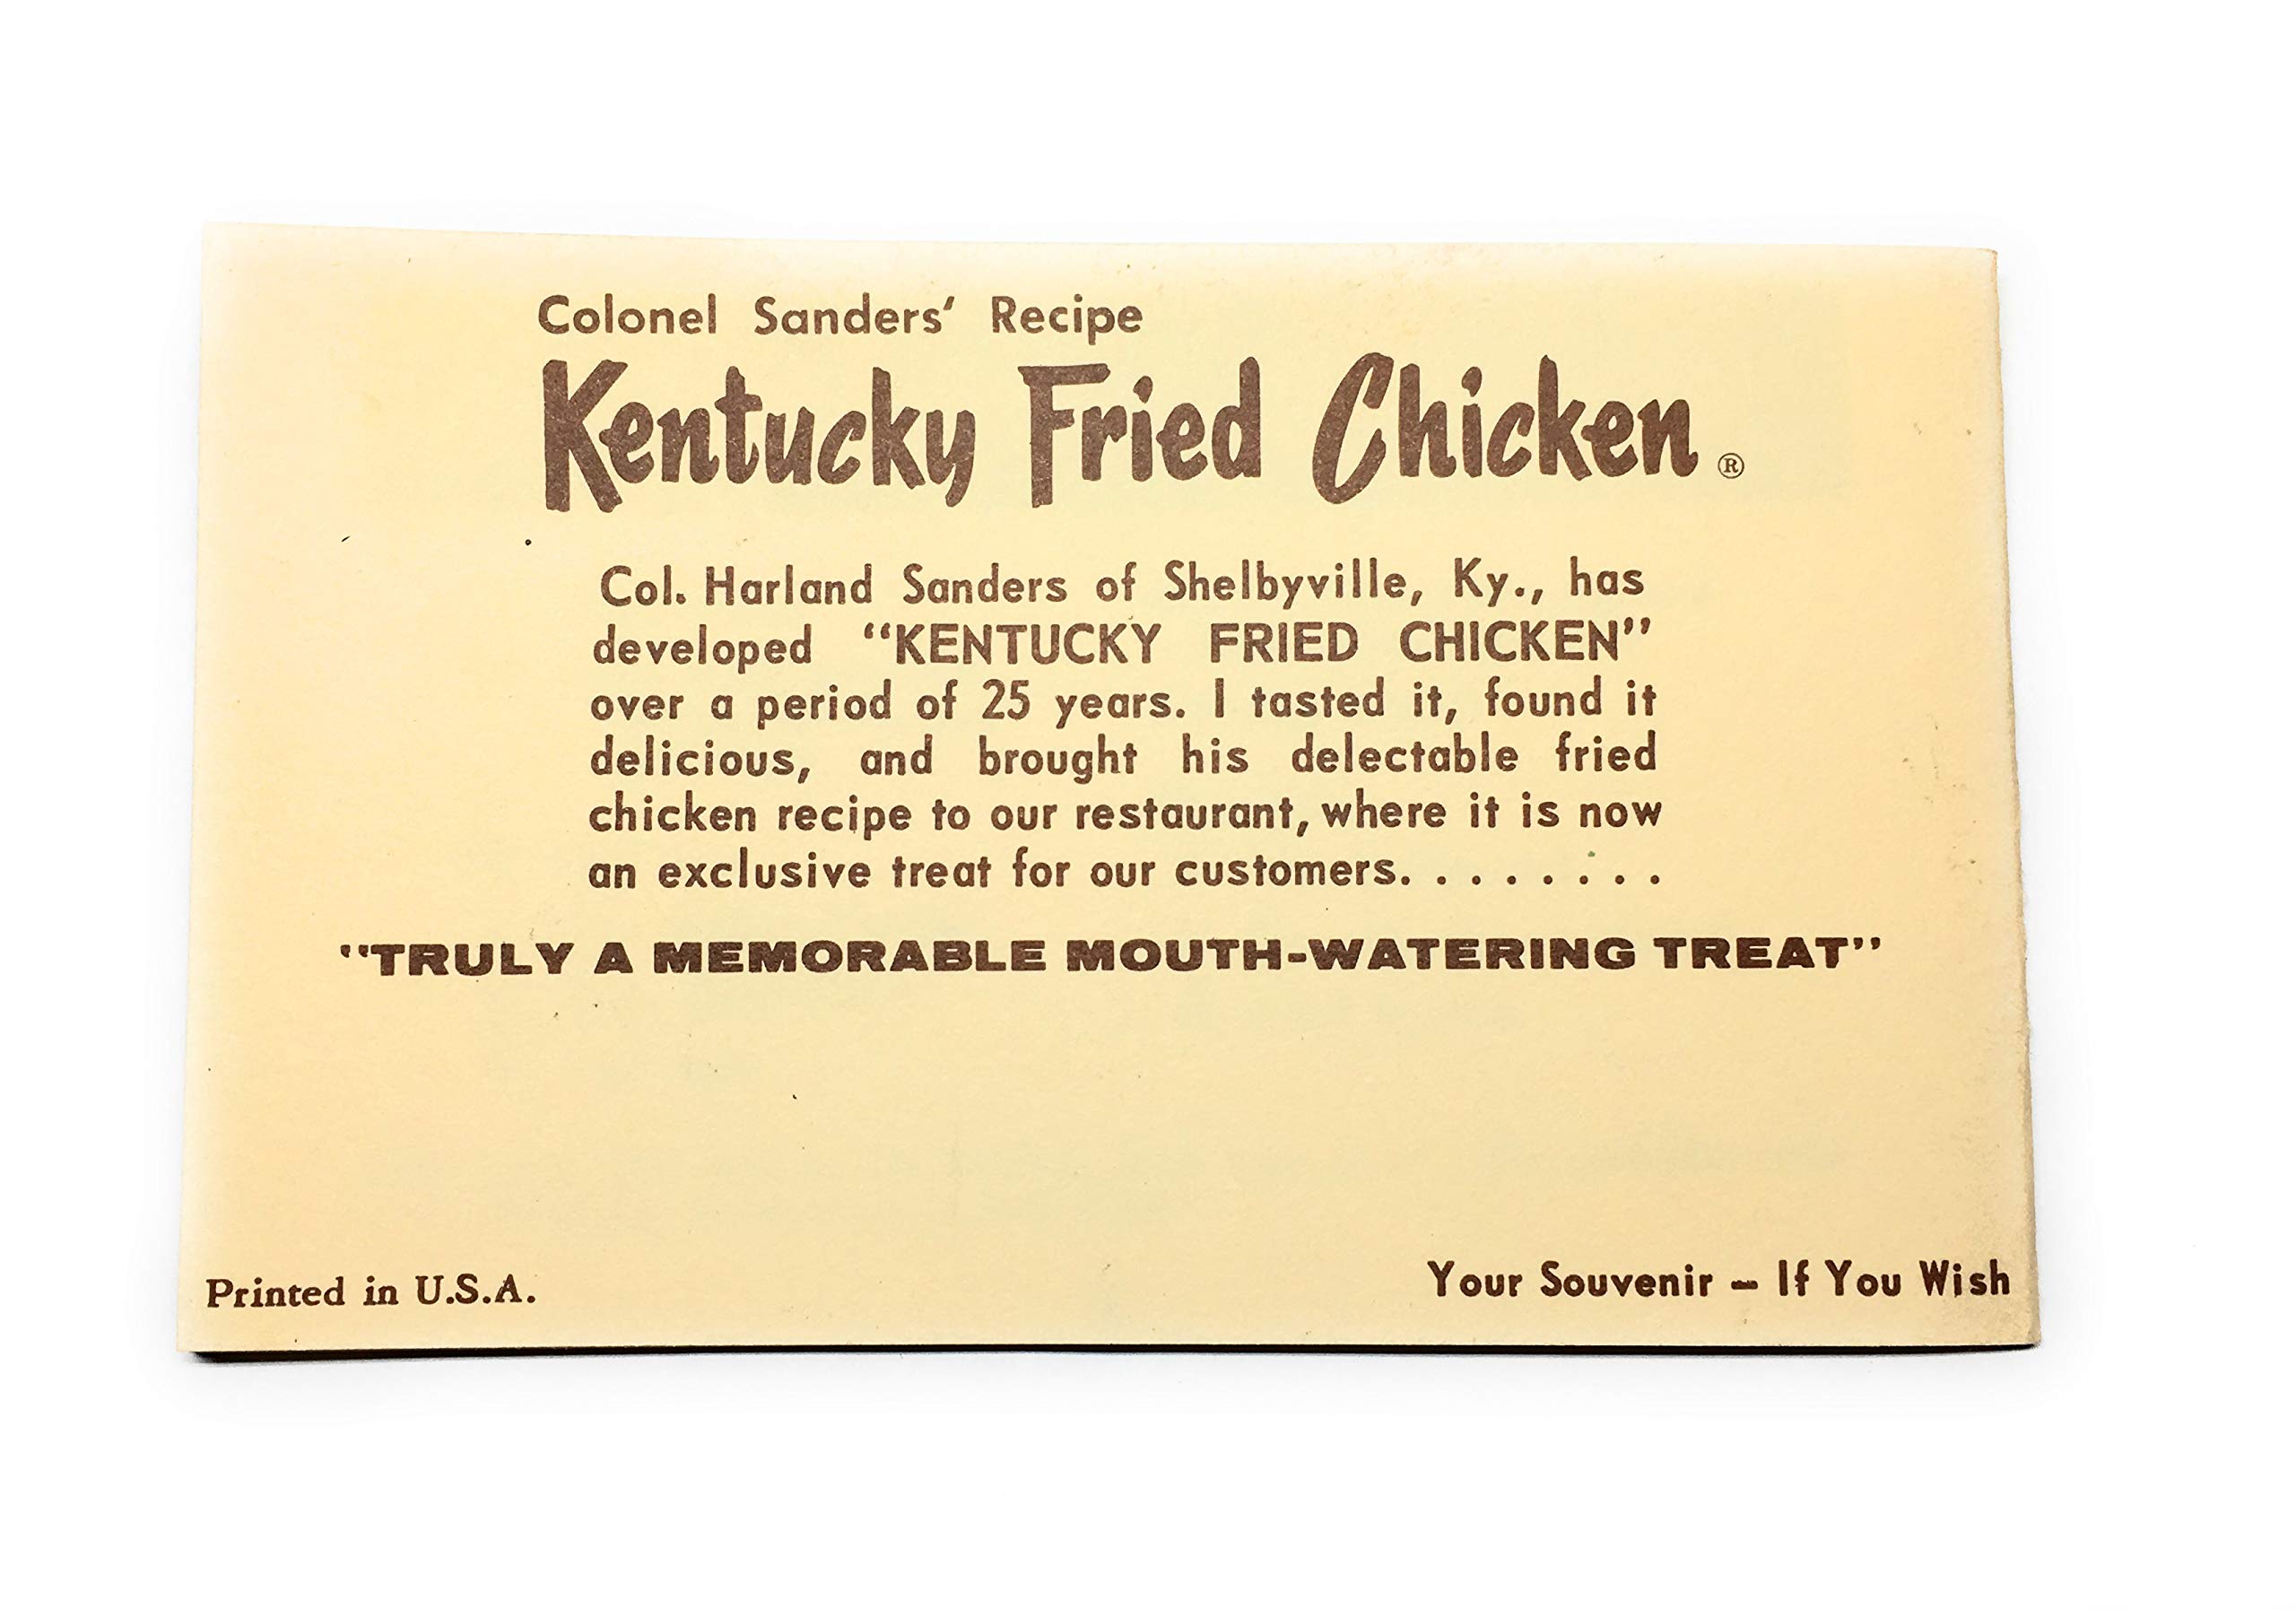 Colonel Sanders' Recipe
Kentucky Fried Chicken ®
Col. Harland Sanders of Shelbyville, Ky., has
developed “KENTUCKY FRIED CHICKEN”
over a period of 25 years. I tasted it, found it
delicious, and brought his delectable fried
chicken recipe to our restaurant, where it is now
an exclusive treat for our customers. . . . . . . .
“TRULY A MEMORABLE MOUTH-WATERING TREAT”
Printed in U.S.A.
Your Souvenir – If You Wish